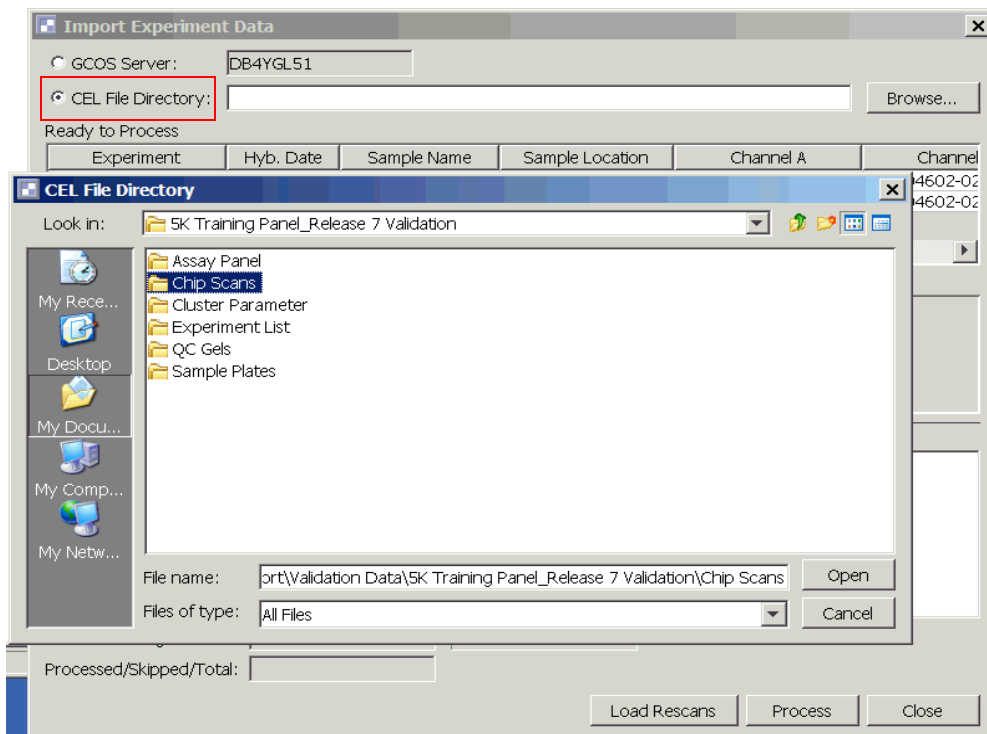 Import Experiment Data
GCOS Server: DB4YGL51
CEL File Directory: Browse...
Ready to Process
Experiment Hyb. Date Sample Name Sample Location Channel A Channel
CEL File Directory
4602-02
4602-02
Look in: 5K Training Panel_Release 7 Validation
Assay Panel
Chip Scans
Cluster Parameter
Experiment List
QC Gels
Sample Plates
My Rece...
Desktop
My Docu...
My Comp...
My Netw...
File name: ort\Validation Data\5K Training Panel_Release 7 Validation\Chip Scans Open
Files of type: All Files Cancel
Processed/Skipped/Total:
Load Rescans Process Close